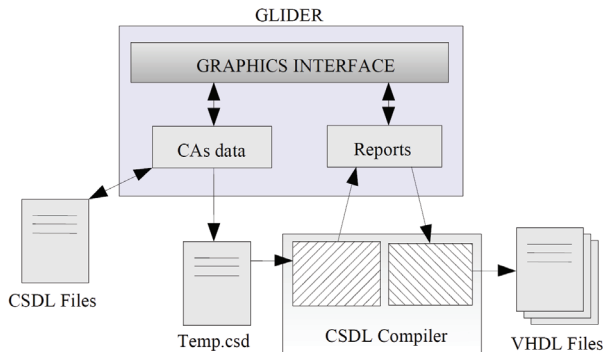 GLIDER
GRAPHICS INTERFACE
CAs data
Reports
CSDL Files
Temp.csd
CSDL Compiler
VHDL Files